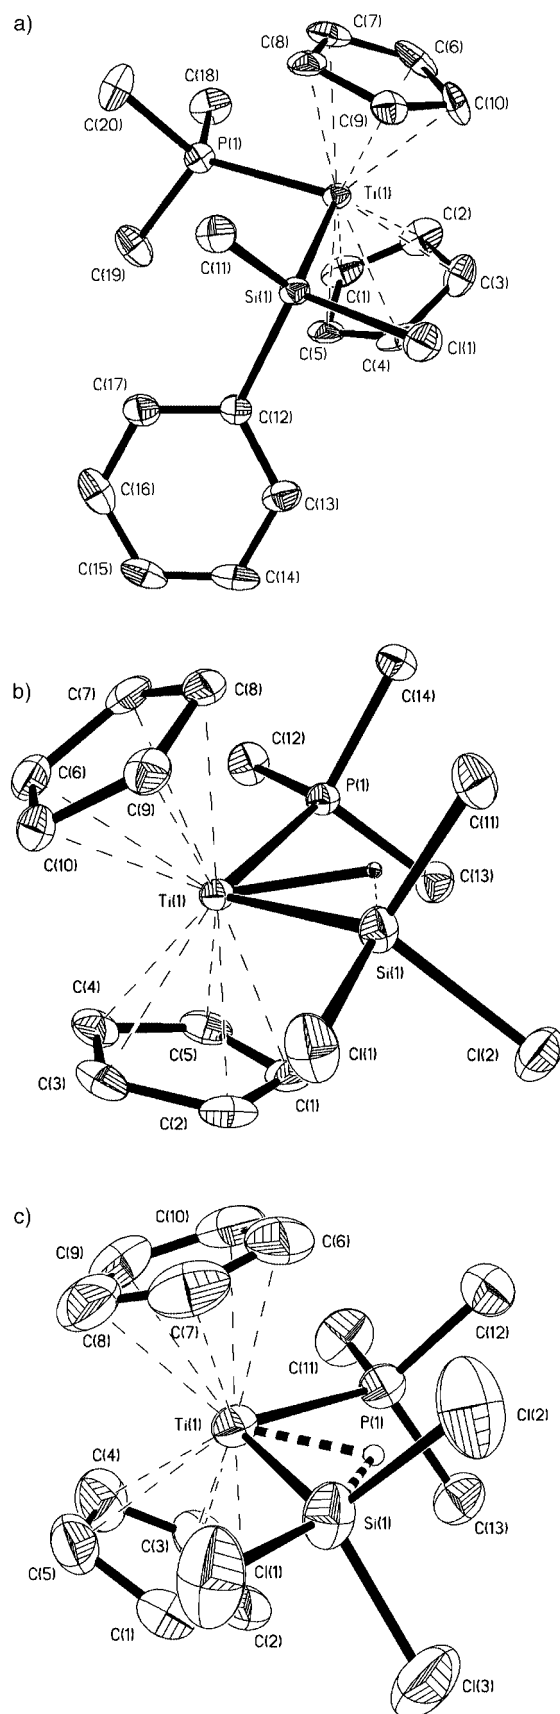 a)
C(7)
C(8)
C(6)
C(18)
C(20)
C(10)
C(9)
P(1)
Ti(1)
C(2)
C(19)
C(11)
C(3)
Si(1)
C(1)
C(5)
C(4)
Cl(1)
C(17)
C(12)
C(16)
C(13)
C(15)
C(14)
b)
C(7)
C(8)
C(14)
C(12)
C(6)
C(9)
P(1)
C(11)
C(10)
C(13)
Ti(1)
Si(1)
C(4)
C(5)
Cl(1)
Cl(2)
C(3)
C(2)
C(1)
c)
C(10)
C(6)
C(9)
C(8)
C(7)
C(12)
C(11)
P(1)
Cl(2)
Ti(1)
C(4)
C(3)
Si(1)
C(13)
C(5)
Cl(1)
C(1)
C(2)
Cl(3)